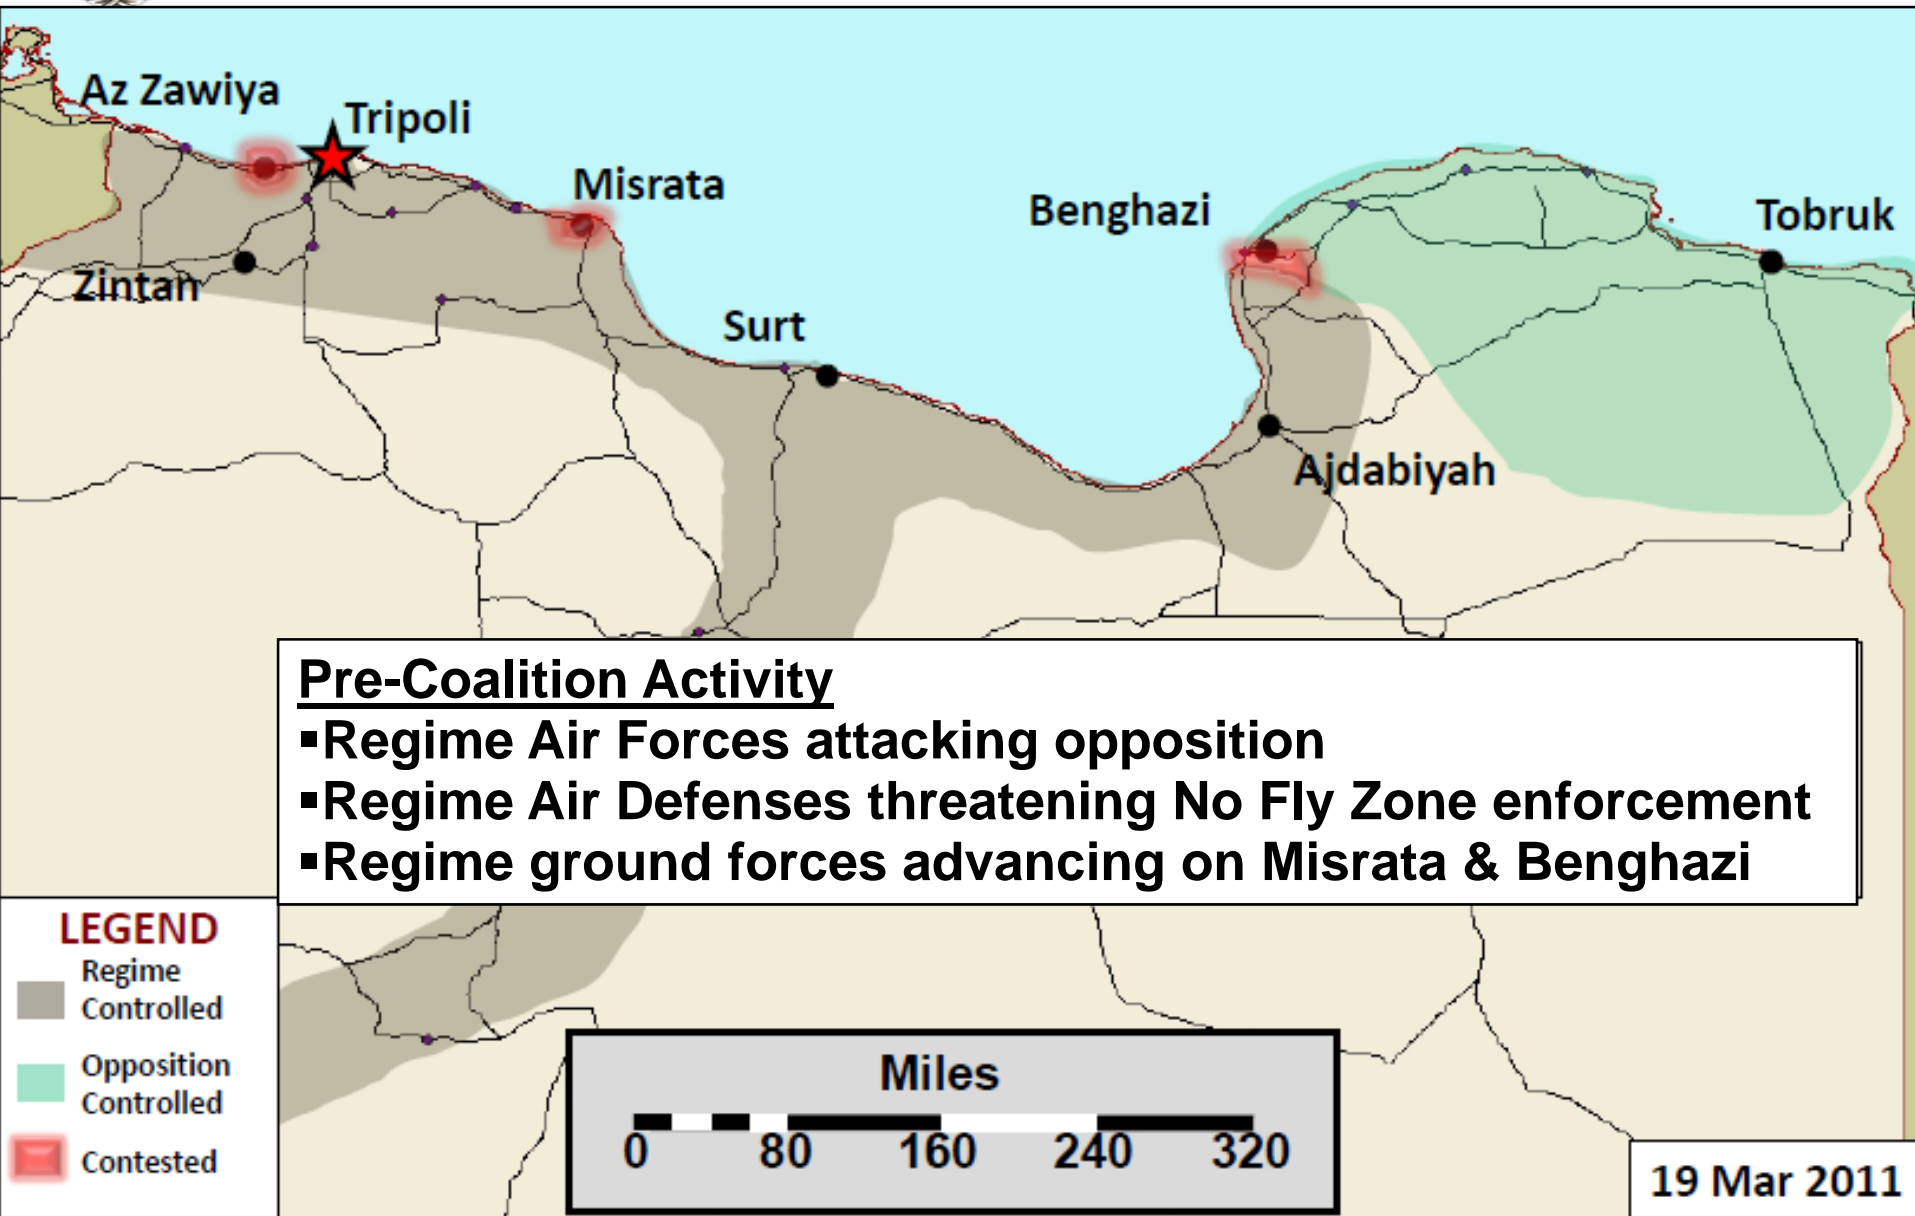 Az Zawiya
Tripoli
Misrata
Benghazi
Tobruk
Zintan
Surt
Ajdabiyah
Pre-Coalition Activity
▪Regime Air Forces attacking opposition
▪Regime Air Defenses threatening No Fly Zone enforcement
▪Regime ground forces advancing on Misrata & Benghazi
LEGEND
Regime
Controlled
Opposition
Controlled
Contested
Miles
0 80 160 240 320
19 Mar 2011